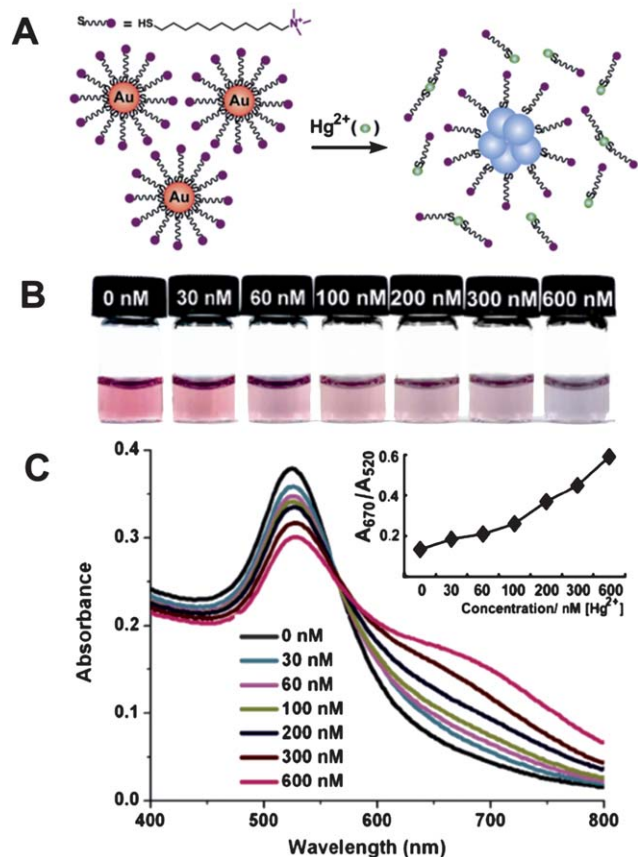 A
S = HS N⁺
Au
Au
Au
Hg²⁺( )
S S S S S S S S S S S S S S S S S S S S S S
B
0 nM 30 nM 60 nM 100 nM 200 nM 300 nM 600 nM
C
0.4
0.3
0.2
0.1
0.0
Absorbance
400 500 600 700 800
Wavelength (nm)
0 nM
30 nM
60 nM
100 nM
200 nM
300 nM
600 nM
A₆₇₀/A₅₂₀
0.6
0.4
0.2
0 30 60 100 200 300 600
Concentration/ nM [Hg²⁺]